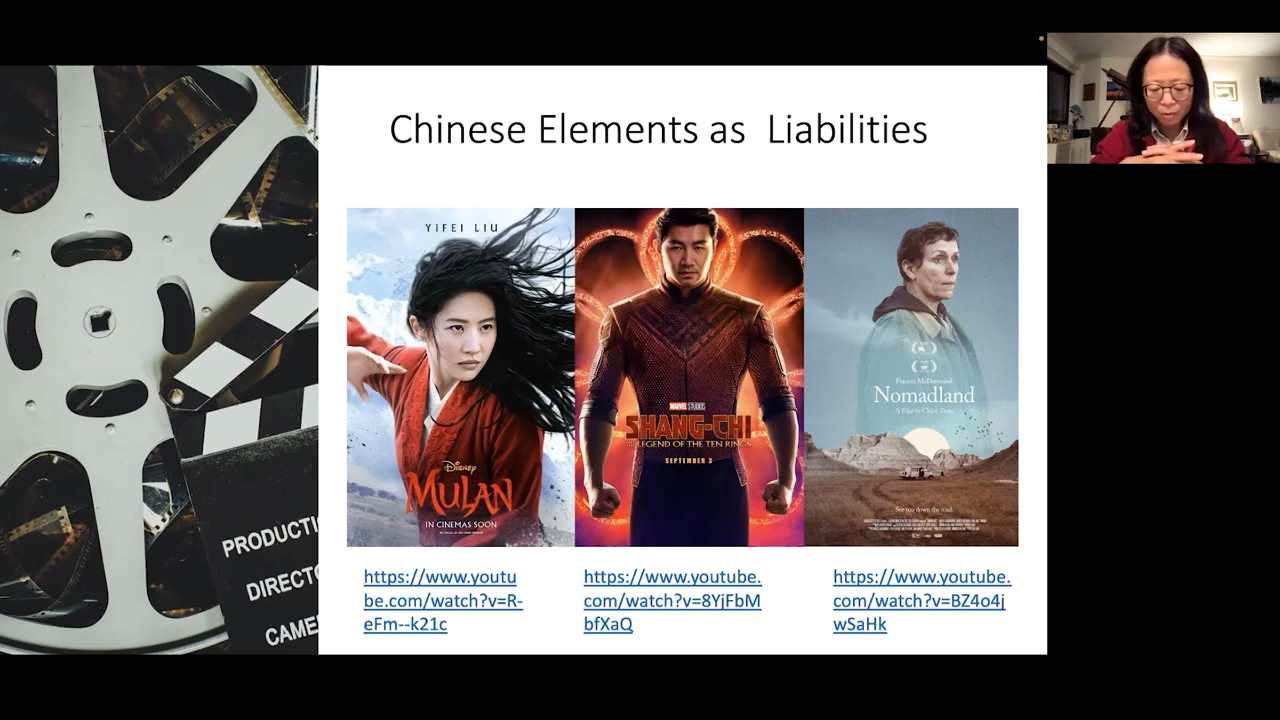 Chinese Elements as  Liabilities
YIFEI LIU
DISNEY
MULAN
IN CINEMAS SOON
MARVEL STUDIOS
SHANG-CHI
LEGEND OF THE TEN RINGS
SEPTEMBER 3
Frances McDormand
Nomadland
A Film by Chloé Zhao
See you down the road.
https://www.youtu
be.com/watch?v=R-
eFm--k21c
https://www.youtube.
com/watch?v=8YjFbM
bfXaQ
https://www.youtube.
com/watch?v=BZ4o4j
wSaHk
PRODUCTI
DIRECTO
CAME